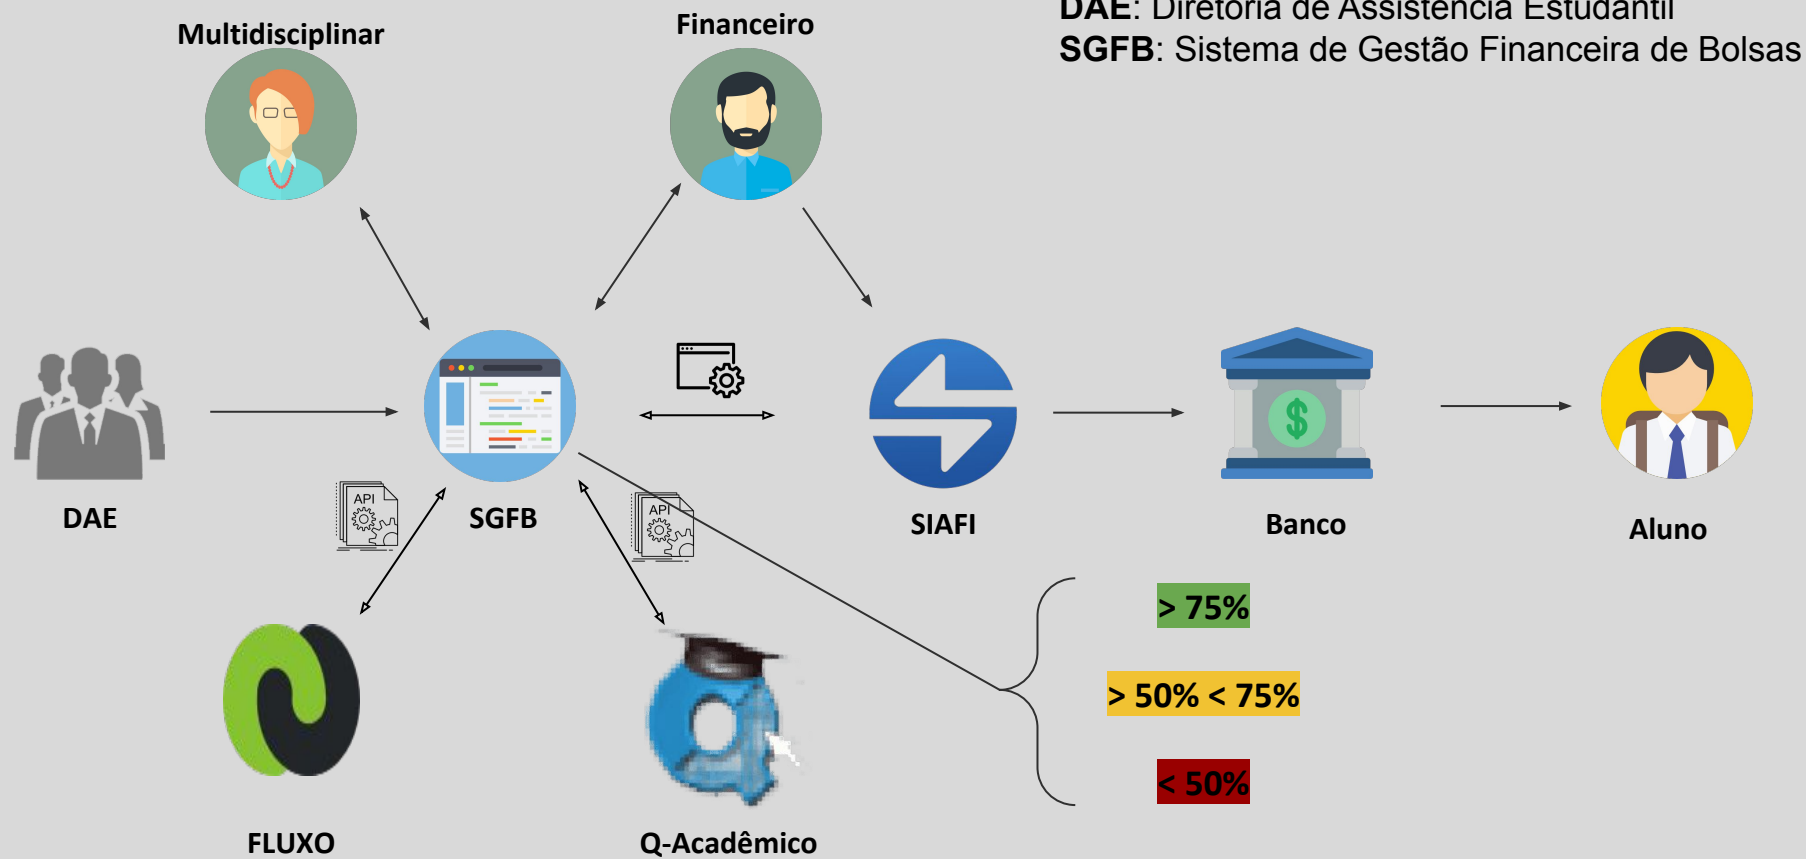 Multidisciplinar
Financeiro
DAE: Diretoria de Assistência Estudantil
SGFB: Sistema de Gestão Financeira de Bolsas
DAE
API
SGFB
API
SIAFI
Banco
Aluno
> 75%
> 50% < 75%
< 50%
FLUXO
Q-Acadêmico